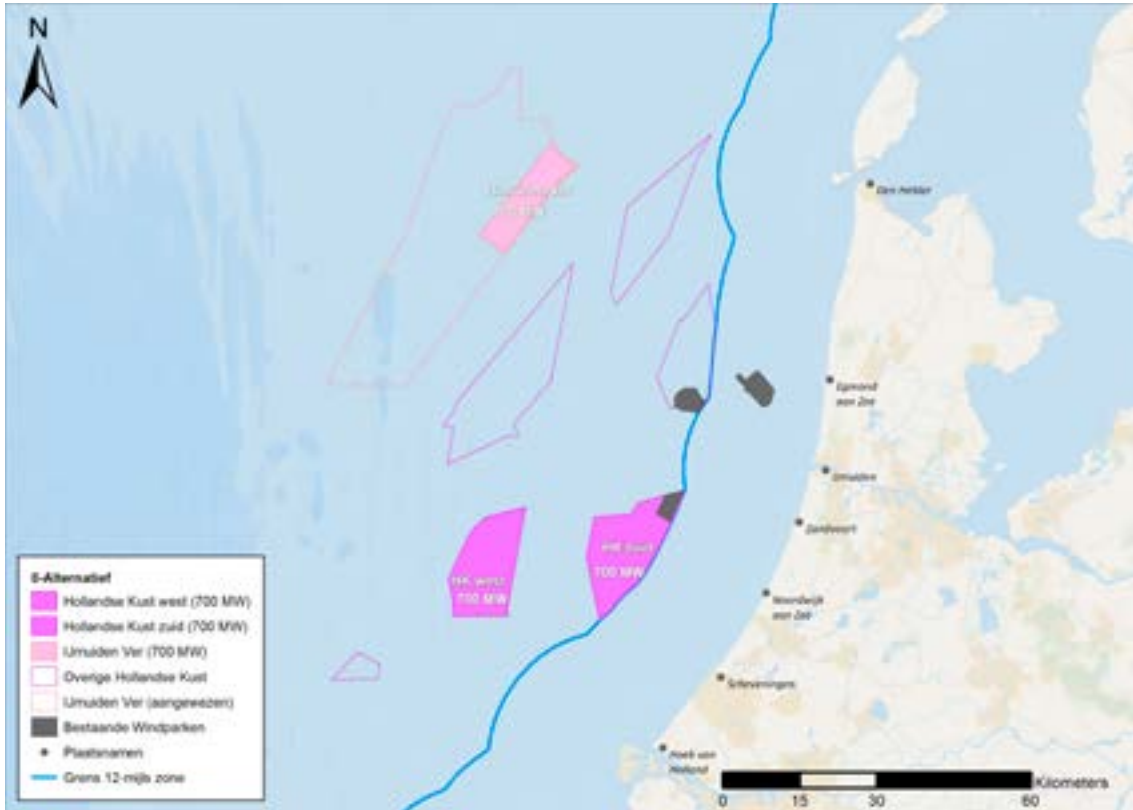 N
Den Helder
Egmond
aan Zee
IJmuiden
Zandvoort
HK zuid
700 MW
HK west
700 MW
Noordwijk
aan Zee
Scheveningen
Hoek van
Holland
0-Alternatief
Hollandse Kust west (700 MW)
Hollandse Kust zuid (700 MW)
IJmuiden Ver (700 MW)
Overige Hollandse Kust
IJmuiden Ver (aangewezen)
Bestaande Windparken
Plaatsnamen
Grens 12-mijls zone
Kilometers
0 15 30 60